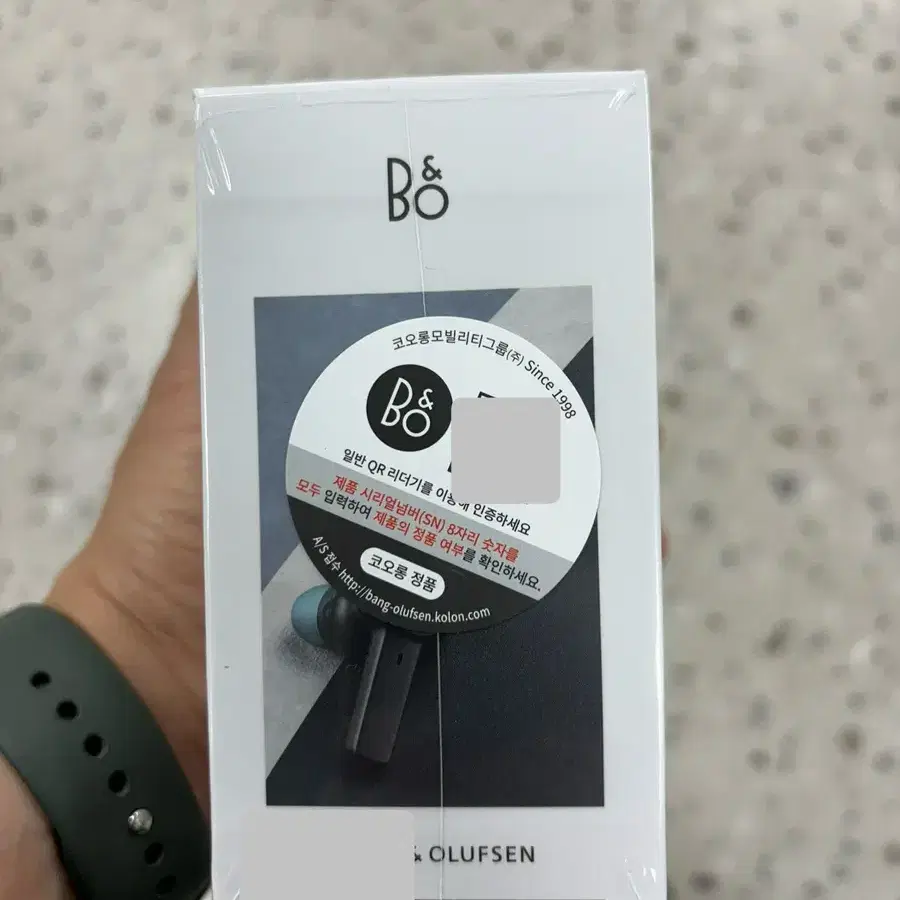 B&O
코오롱모빌리티그룹(주) Since 1998
B&O
일반 QR 리더기를 이용해 인증하세요
제품 시리얼넘버(SN) 8자리 숫자를
모두 입력하여 제품의 정품 여부를 확인하세요.
코오롱 정품
A/S 접수 http://bang-olufsen.kolon.com
& OLUFSEN